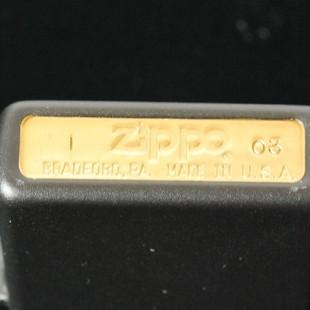 I Zippo 03
BRADFORD, PA. MADE IN U.S.A